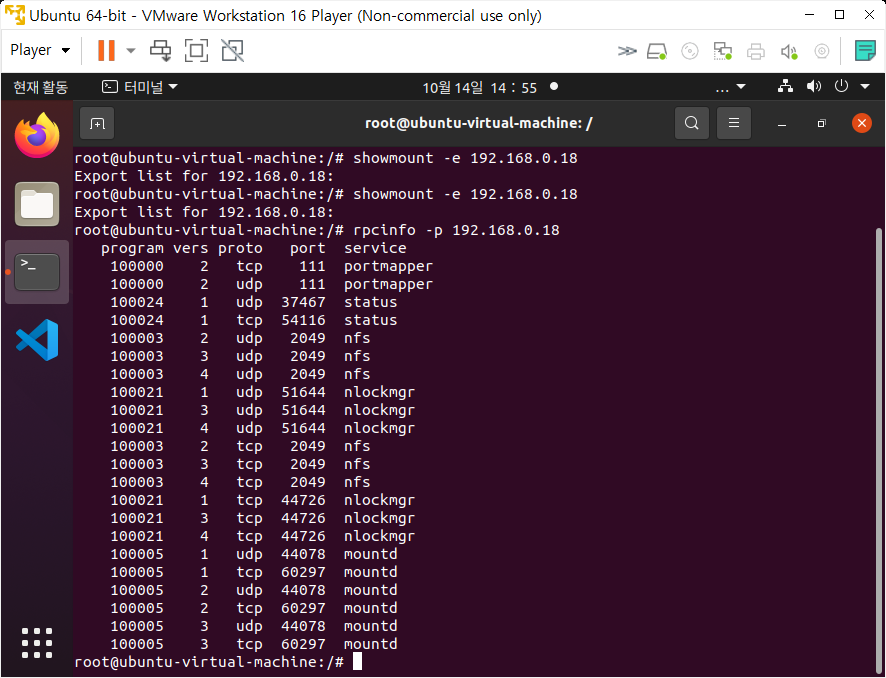 Ubuntu 64-bit - VMware Workstation 16 Player (Non-commercial use only)
Player
현재 활동
터미널
10월 14일 14 : 55
...
root@ubuntu-virtual-machine: /
root@ubuntu-virtual-machine:/# showmount -e 192.168.0.18
Export list for 192.168.0.18:
root@ubuntu-virtual-machine:/# showmount -e 192.168.0.18
Export list for 192.168.0.18:
root@ubuntu-virtual-machine:/# rpcinfo -p 192.168.0.18
program vers proto port service
100000 2 tcp 111 portmapper
100000 2 udp 111 portmapper
100024 1 udp 37467 status
100024 1 tcp 54116 status
100003 2 udp 2049 nfs
100003 3 udp 2049 nfs
100003 4 udp 2049 nfs
100021 1 udp 51644 nlockmgr
100021 3 udp 51644 nlockmgr
100021 4 udp 51644 nlockmgr
100003 2 tcp 2049 nfs
100003 3 tcp 2049 nfs
100003 4 tcp 2049 nfs
100021 1 tcp 44726 nlockmgr
100021 3 tcp 44726 nlockmgr
100021 4 tcp 44726 nlockmgr
100005 1 udp 44078 mountd
100005 1 tcp 60297 mountd
100005 2 udp 44078 mountd
100005 2 tcp 60297 mountd
100005 3 udp 44078 mountd
100005 3 tcp 60297 mountd
root@ubuntu-virtual-machine:/#